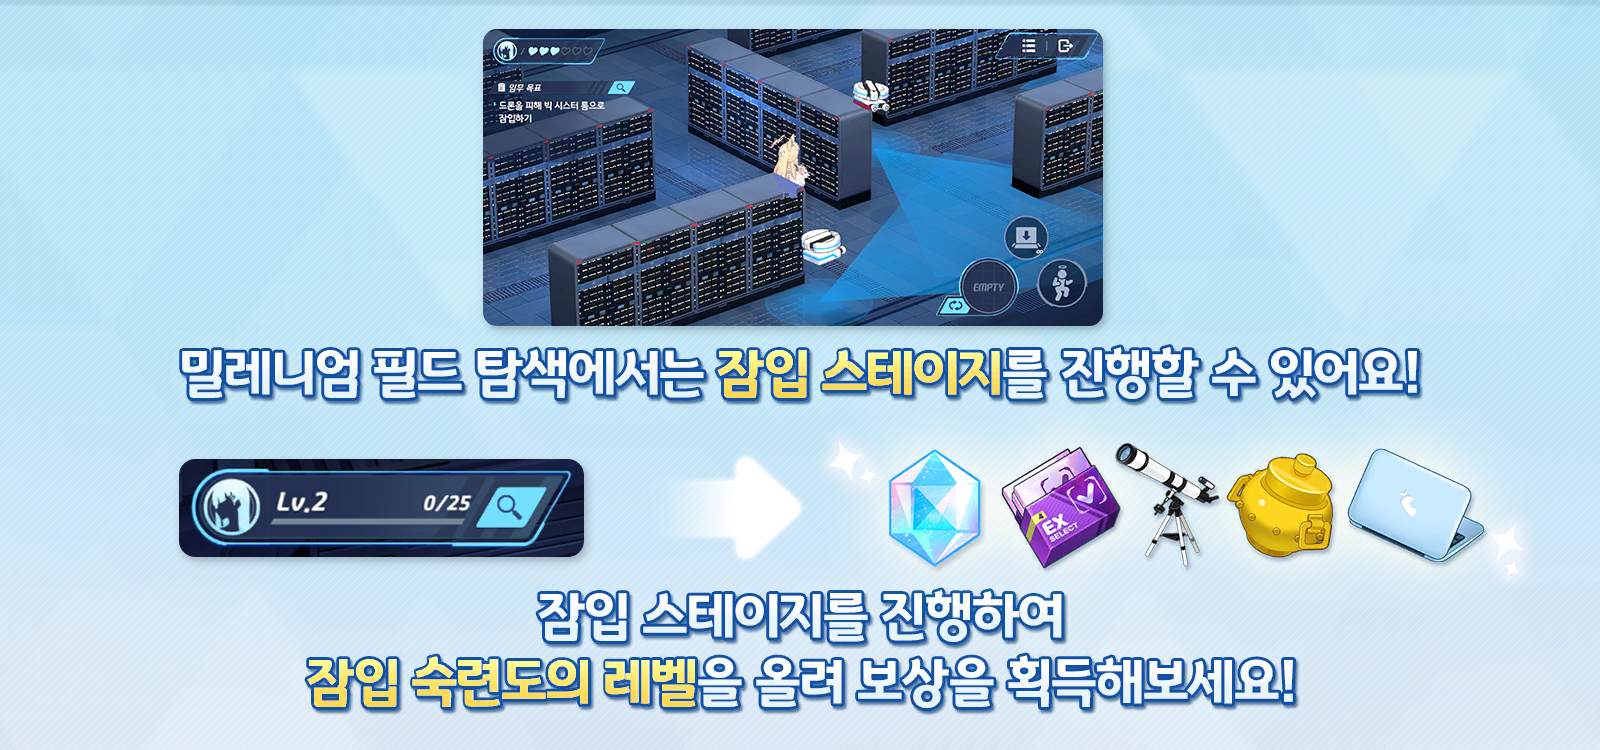 임무 목표
드론을 피해 빅 시스터 룸으로
잠입하기
EMPTY
밀레니엄 필드 탐색에서는 잠입 스테이지를 진행할 수 있어요!
Lv.2 0/25
4
EX
SELECT
잠입 스테이지를 진행하여
잠입 숙련도의 레벨을 올려 보상을 획득해보세요!